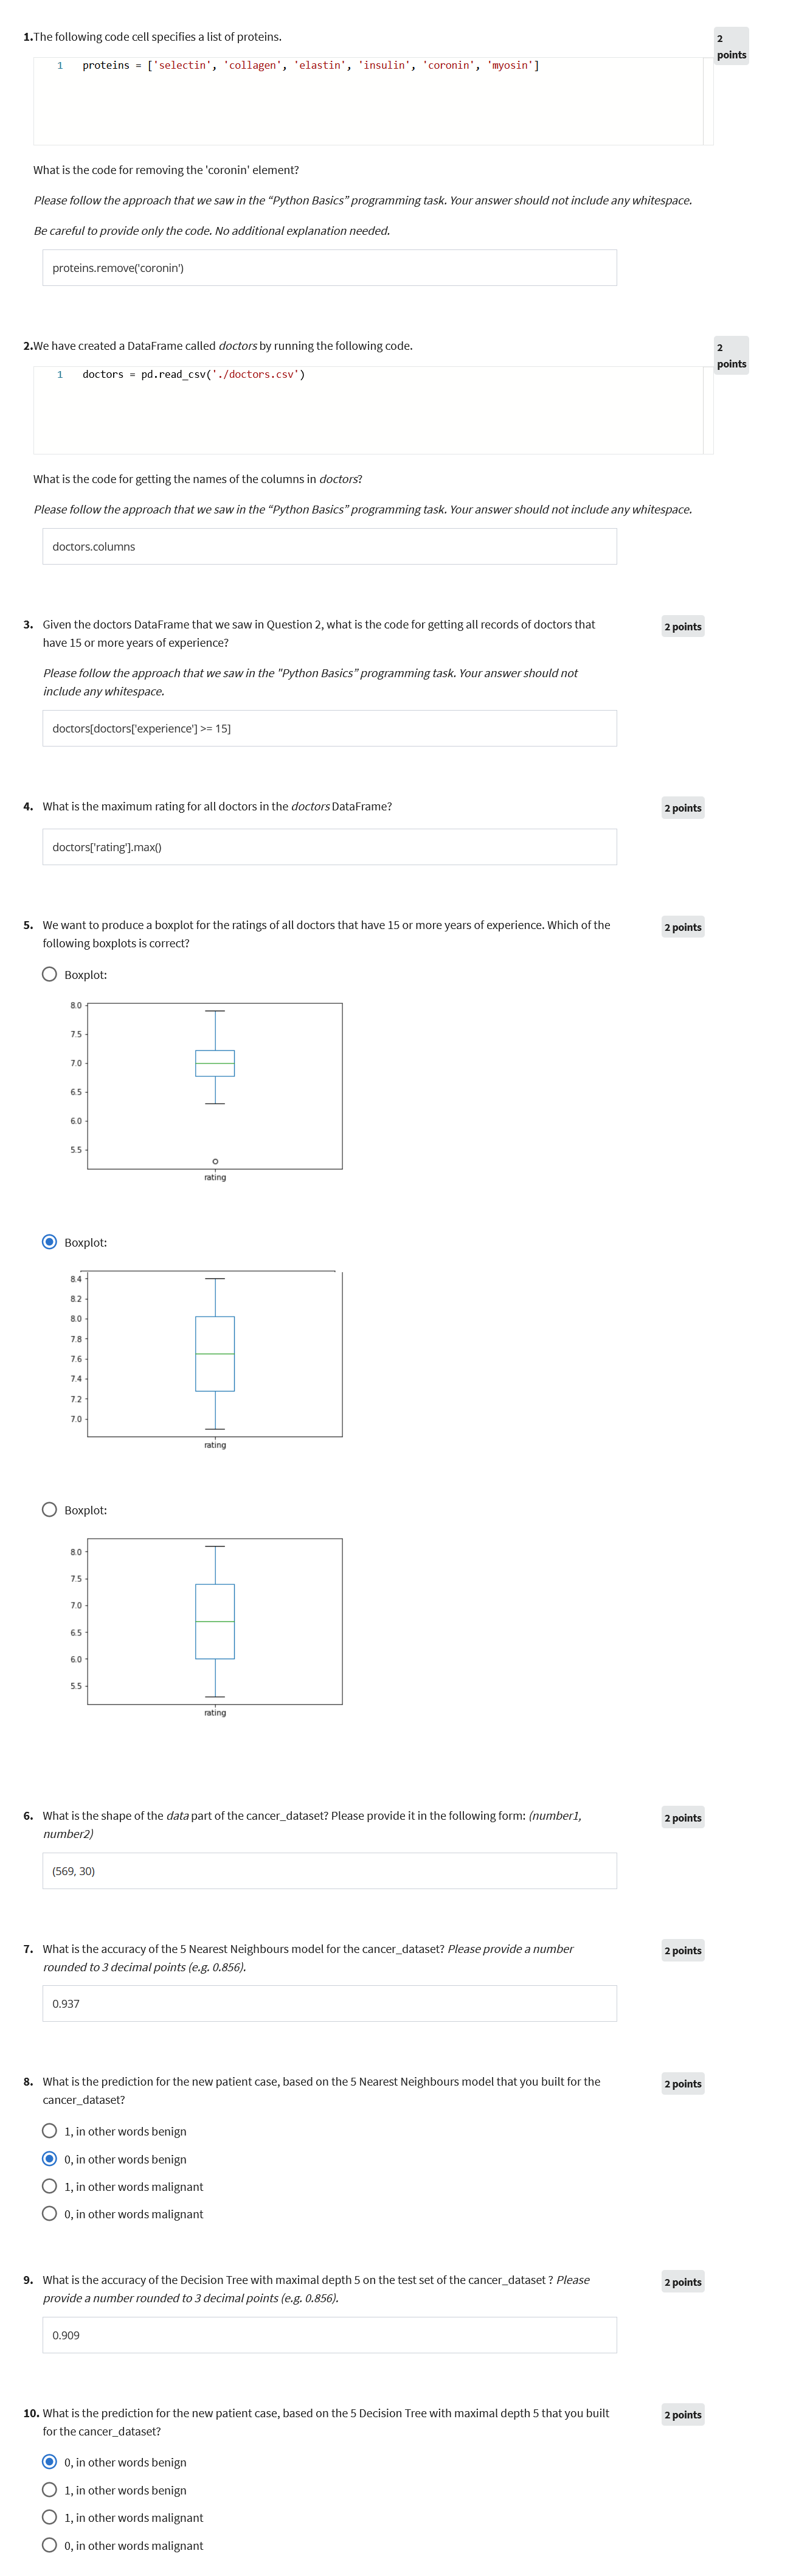 1.The following code cell specifies a list of proteins.
2
points
1 proteins = ['selectin', 'collagen', 'elastin', 'insulin', 'coronin', 'myosin']
What is the code for removing the 'coronin' element?
Please follow the approach that we saw in the “Python Basics” programming task. Your answer should not include any whitespace.
Be careful to provide only the code. No additional explanation needed.
proteins.remove('coronin')
2.We have created a DataFrame called doctors by running the following code.
2
points
1 doctors = pd.read_csv('./doctors.csv')
What is the code for getting the names of the columns in doctors?
Please follow the approach that we saw in the “Python Basics” programming task. Your answer should not include any whitespace.
doctors.columns
3. Given the doctors DataFrame that we saw in Question 2, what is the code for getting all records of doctors that
have 15 or more years of experience?
2 points
Please follow the approach that we saw in the "Python Basics” programming task. Your answer should not
include any whitespace.
doctors[doctors['experience'] >= 15]
4. What is the maximum rating for all doctors in the doctors DataFrame?
2 points
doctors['rating'].max()
5. We want to produce a boxplot for the ratings of all doctors that have 15 or more years of experience. Which of the
following boxplots is correct?
2 points
Boxplot:
8.0
7.5
7.0
6.5
6.0
5.5
rating
Boxplot:
8.4
8.2
8.0
7.8
7.6
7.4
7.2
7.0
rating
Boxplot:
8.0
7.5
7.0
6.5
6.0
5.5
rating
6. What is the shape of the data part of the cancer_dataset? Please provide it in the following form: (number1,
number2)
2 points
(569, 30)
7. What is the accuracy of the 5 Nearest Neighbours model for the cancer_dataset? Please provide a number
rounded to 3 decimal points (e.g. 0.856).
2 points
0.937
8. What is the prediction for the new patient case, based on the 5 Nearest Neighbours model that you built for the
cancer_dataset?
2 points
1, in other words benign
0, in other words benign
1, in other words malignant
0, in other words malignant
9. What is the accuracy of the Decision Tree with maximal depth 5 on the test set of the cancer_dataset ? Please
provide a number rounded to 3 decimal points (e.g. 0.856).
2 points
0.909
10. What is the prediction for the new patient case, based on the 5 Decision Tree with maximal depth 5 that you built
for the cancer_dataset?
2 points
0, in other words benign
1, in other words benign
1, in other words malignant
0, in other words malignant